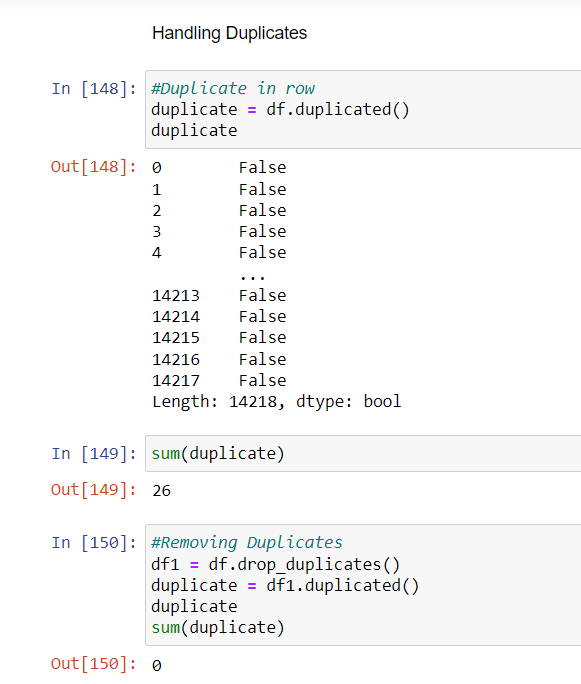 Handling Duplicates
In [148]: #Duplicate in row
duplicate = df.duplicated()
duplicate
Out[148]: 0 False
1 False
2 False
3 False
4 False
...
14213 False
14214 False
14215 False
14216 False
14217 False
Length: 14218, dtype: bool
In [149]: sum(duplicate)
Out[149]: 26
In [150]: #Removing Duplicates
df1 = df.drop_duplicates()
duplicate = df1.duplicated()
duplicate
sum(duplicate)
Out[150]: 0